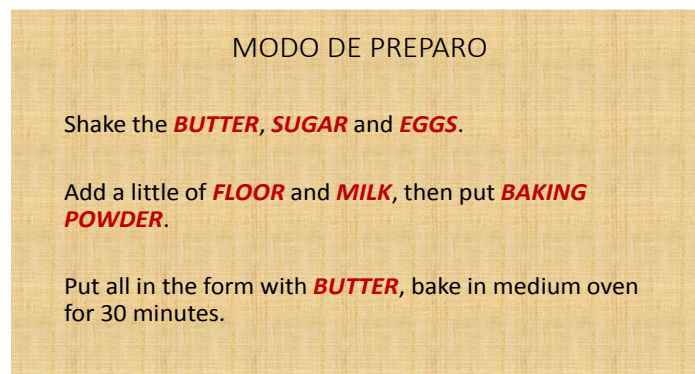 MODO DE PREPARO
Shake the BUTTER, SUGAR and EGGS.
Add a little of FLOOR and MILK, then put BAKING
POWDER.
Put all in the form with BUTTER, bake in medium oven
for 30 minutes.